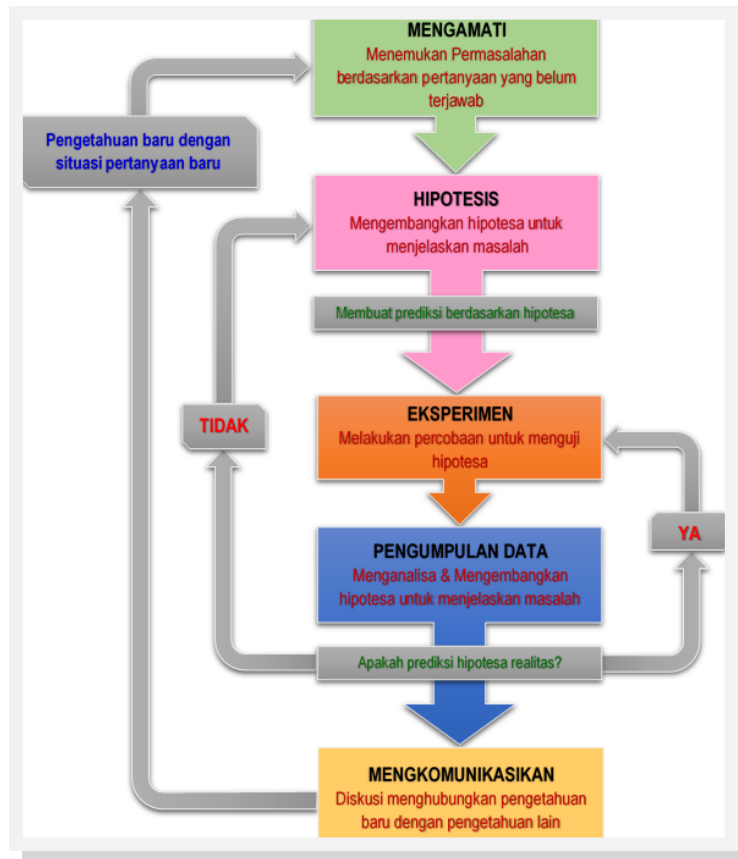 MENGAMATI
Menemukan Permasalahan
berdasarkan pertanyaan yang belum
terjawab
Pengetahuan baru dengan
situasi pertanyaan baru
HIPOTESIS
Mengembangkan hipotesa untuk
menjelaskan masalah
Membuat prediksi berdasarkan hipotesa
TIDAK
EKSPERIMEN
Melakukan percobaan untuk menguji
hipotesa
YA
PENGUMPULAN DATA
Menganalisa & Mengembangkan
hipotesa untuk menjelaskan masalah
Apakah prediksi hipotesa realitas?
MENGKOMUNIKASIKAN
Diskusi menghubungkan pengetahuan
baru dengan pengetahuan lain